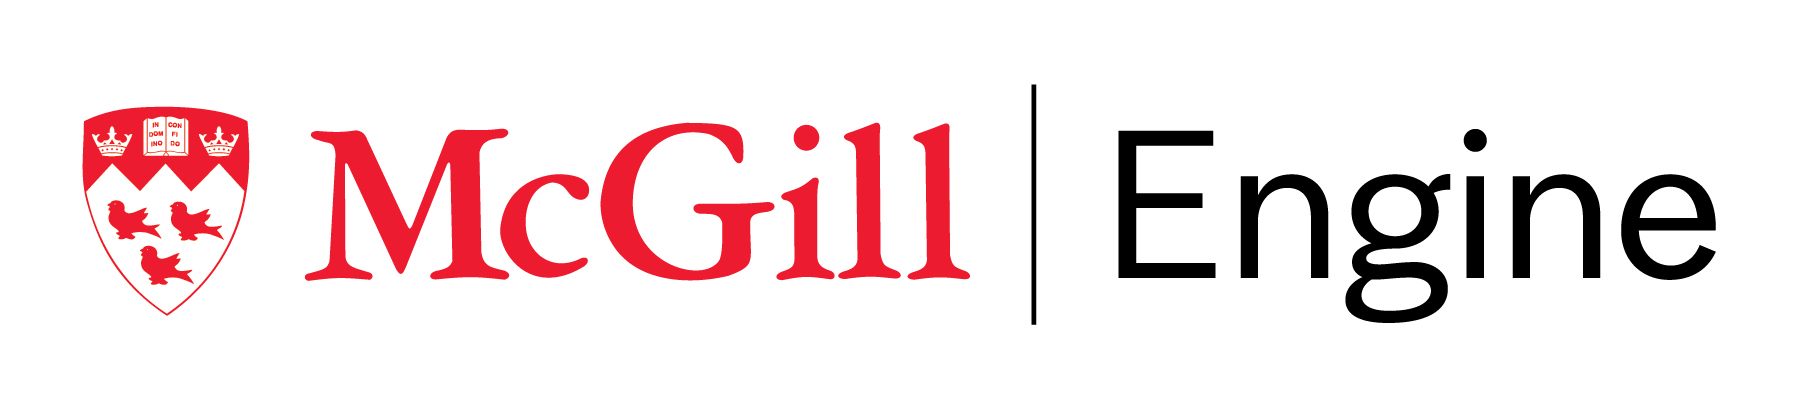 IN CON
DOM FI
INO DO
McGill Engine